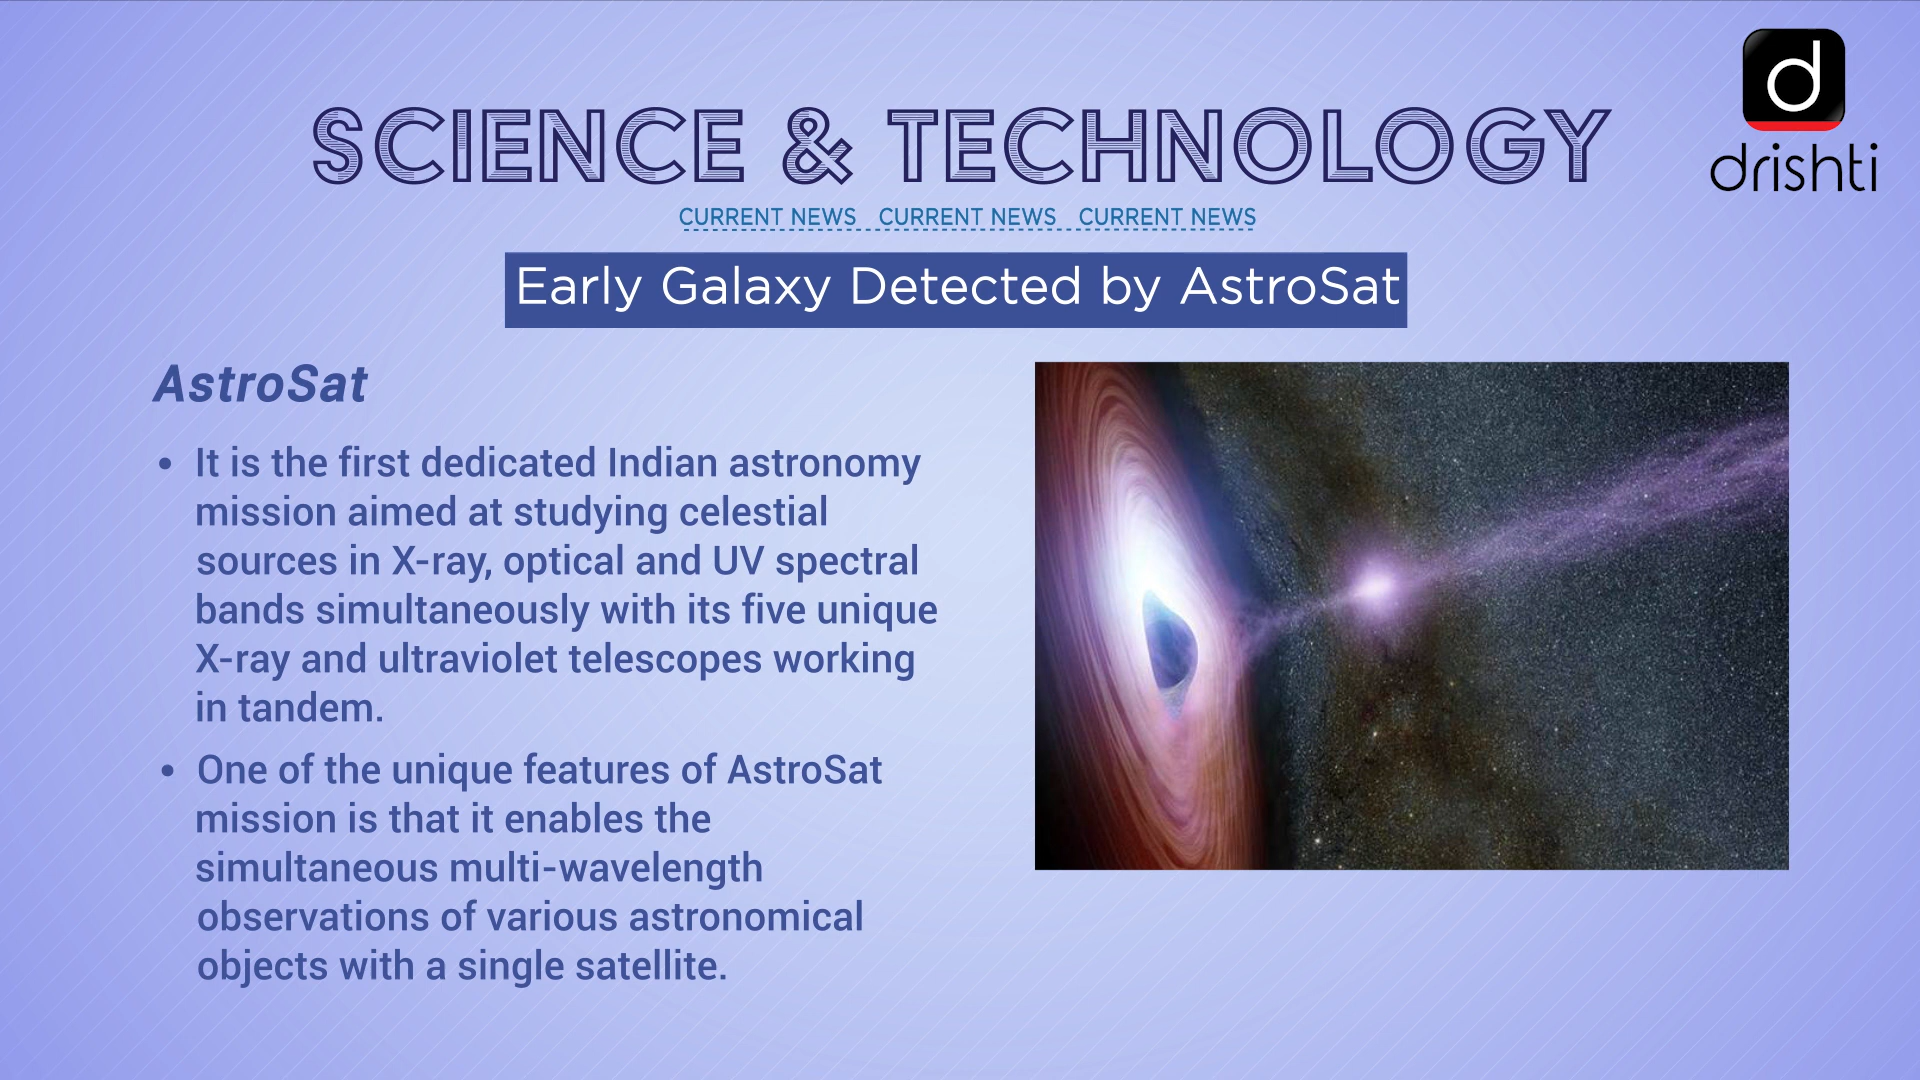 SCIENCE & TECHNOLOGY
d
drishti
CURRENT NEWS CURRENT NEWS CURRENT NEWS
Early Galaxy Detected by AstroSat
AstroSat
• It is the first dedicated Indian astronomy
mission aimed at studying celestial
sources in X-ray, optical and UV spectral
bands simultaneously with its five unique
X-ray and ultraviolet telescopes working
in tandem.
• One of the unique features of AstroSat
mission is that it enables the
simultaneous multi-wavelength
observations of various astronomical
objects with a single satellite.